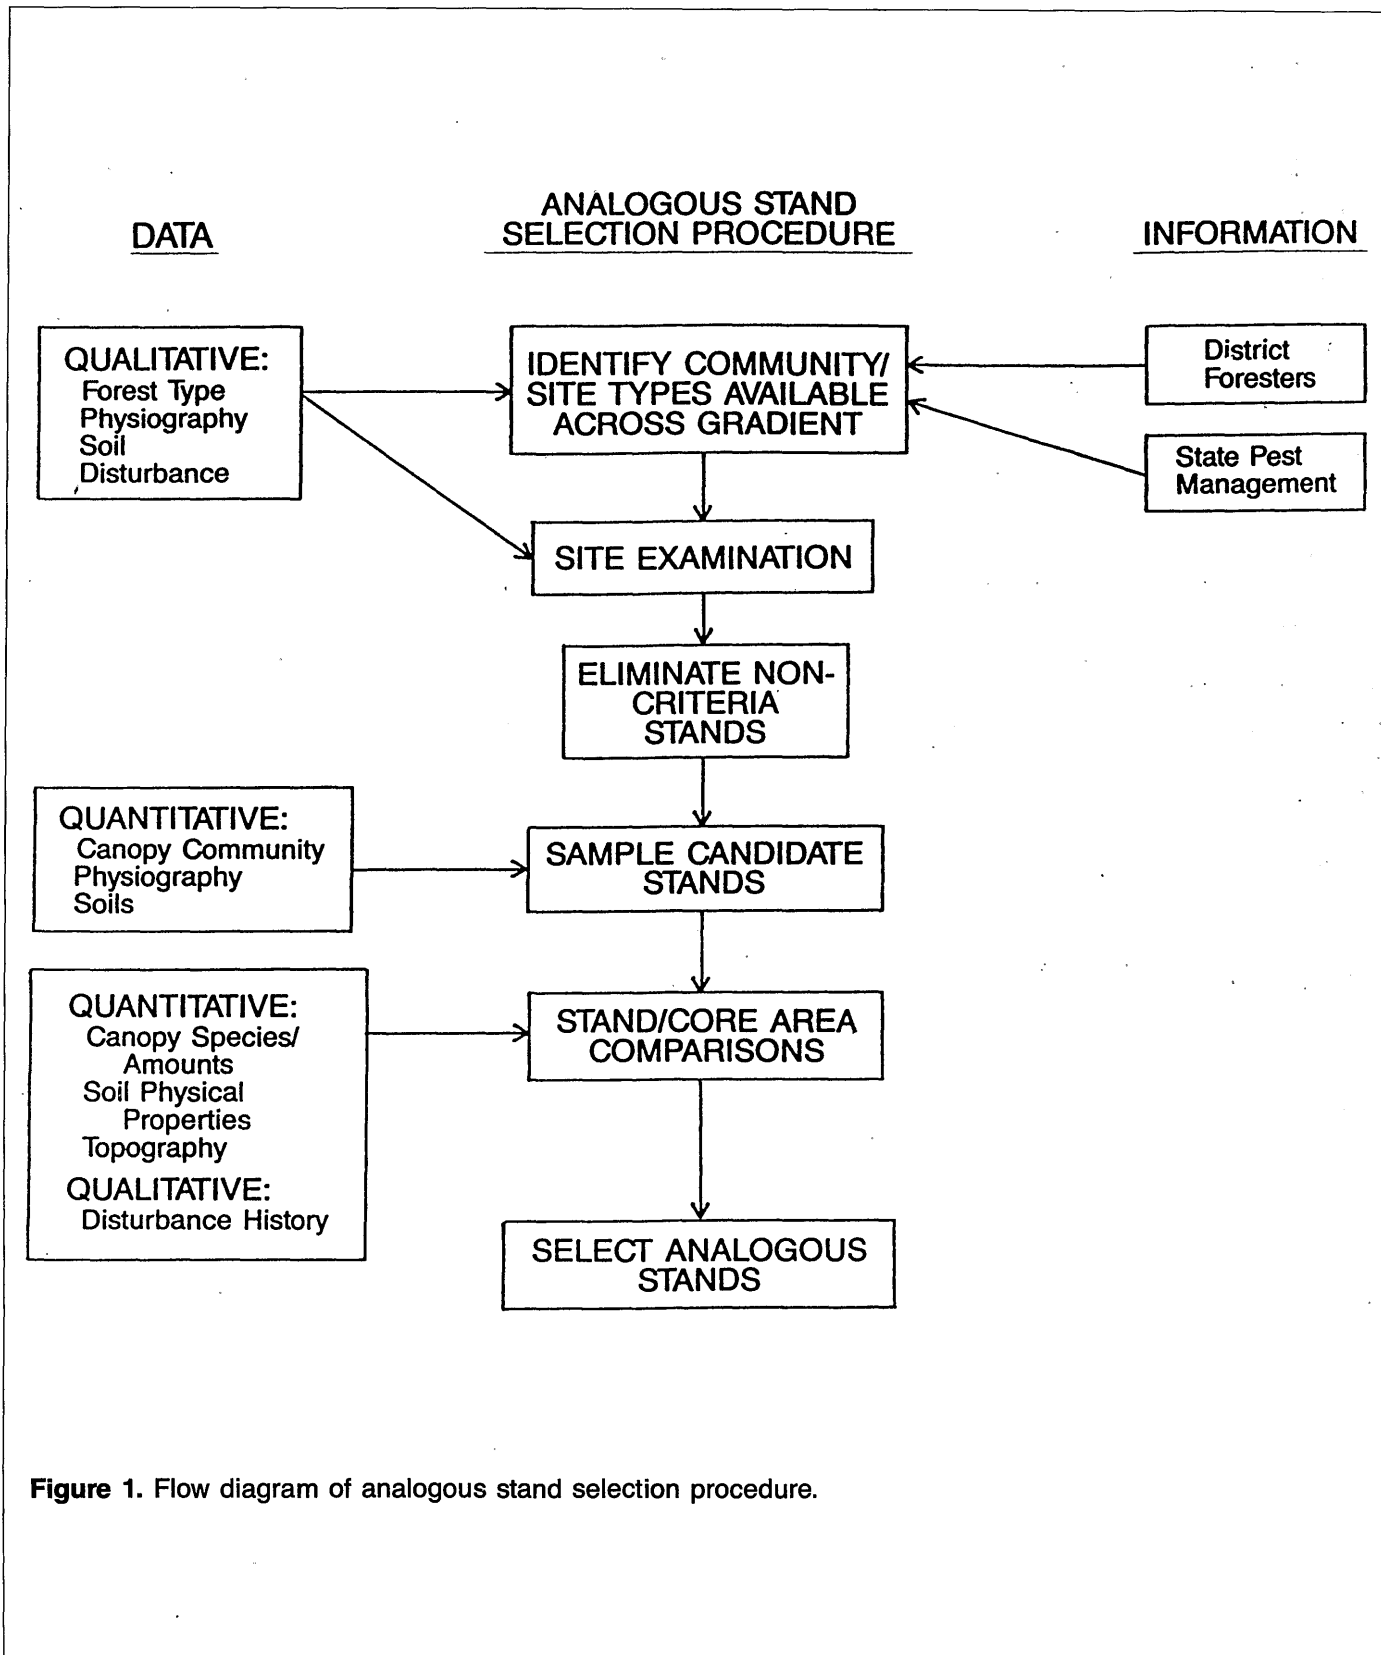 DATA
ANALOGOUS STAND
SELECTION PROCEDURE
INFORMATION
QUALITATIVE:
Forest Type
Physiography
Soil
Disturbance
IDENTIFY COMMUNITY/
SITE TYPES AVAILABLE
ACROSS GRADIENT
District
Foresters
State Pest
Management
SITE EXAMINATION
ELIMINATE NON-
CRITERIA
STANDS
QUANTITATIVE:
Canopy Community
Physiography
Soils
SAMPLE CANDIDATE
STANDS
QUANTITATIVE:
Canopy Species/
Amounts
Soil Physical
Properties
Topography
QUALITATIVE:
Disturbance History
STAND/CORE AREA
COMPARISONS
SELECT ANALOGOUS
STANDS
Figure 1. Flow diagram of analogous stand selection procedure.